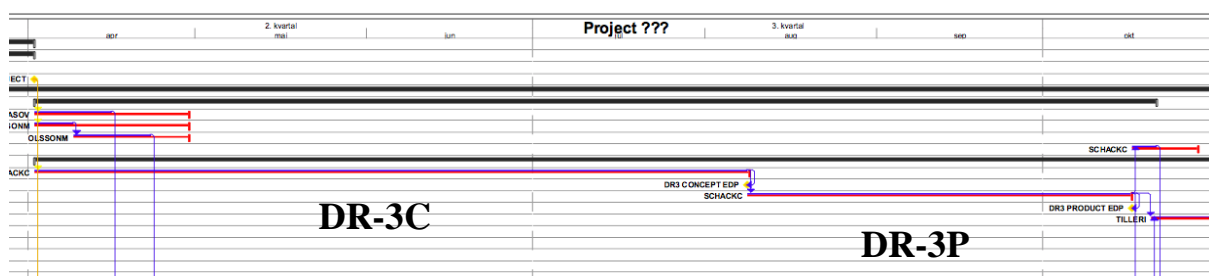 2. kvartal
Project ???
3. kvartal
apr
mai
jun
jul
aug
sep
okt
ECT
ASOV
SONM
OLSSONM
SCHACKC
ACKC
DR3 CONCEPT EDP
SCHACKC
DR3 PRODUCT EDP
TILLERI
DR-3C
DR-3P